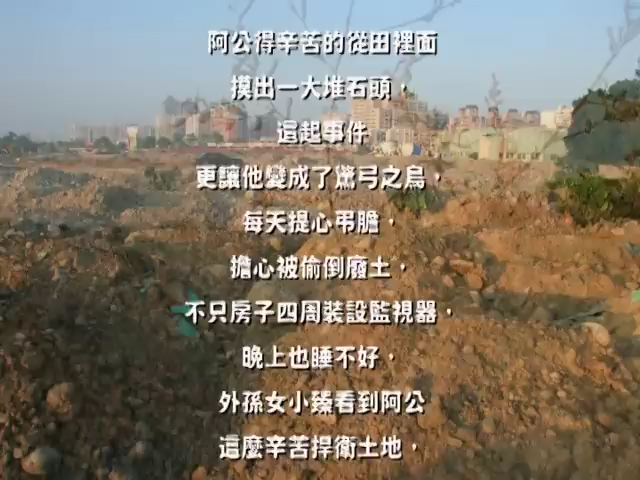 阿公得辛苦的從田裡面
摸出一大堆石頭，
這起事件
更讓他變成了驚弓之鳥，
每天提心弔膽，
擔心被偷倒廢土，
不只房子四周裝設監視器，
晚上也睡不好，
外孫女小臻看到阿公
這麼辛苦捍衛土地，